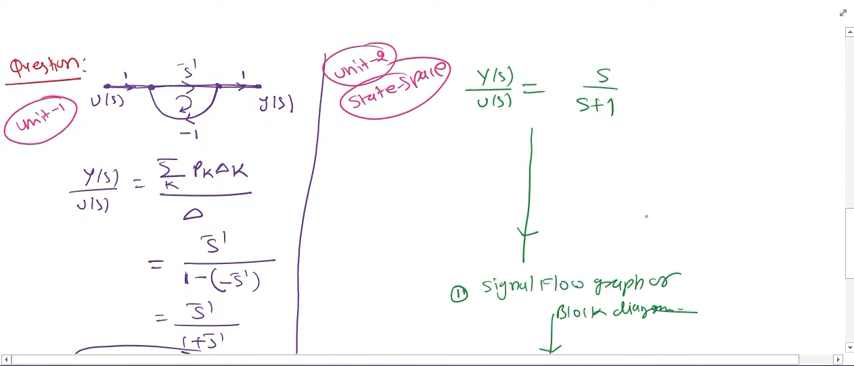 Question:
Unit-1
1
s⁻¹
1
U(s)
Y(s)
-1
Y(s)/U(s) = Σ_K P_K Δ_K / Δ
= s⁻¹ / 1-(-s⁻¹)
= s⁻¹ / 1+s⁻¹
Unit-2
State-Space
Y(s)/U(s) = s / s+1
① Signal Flow graph or
Block diagram